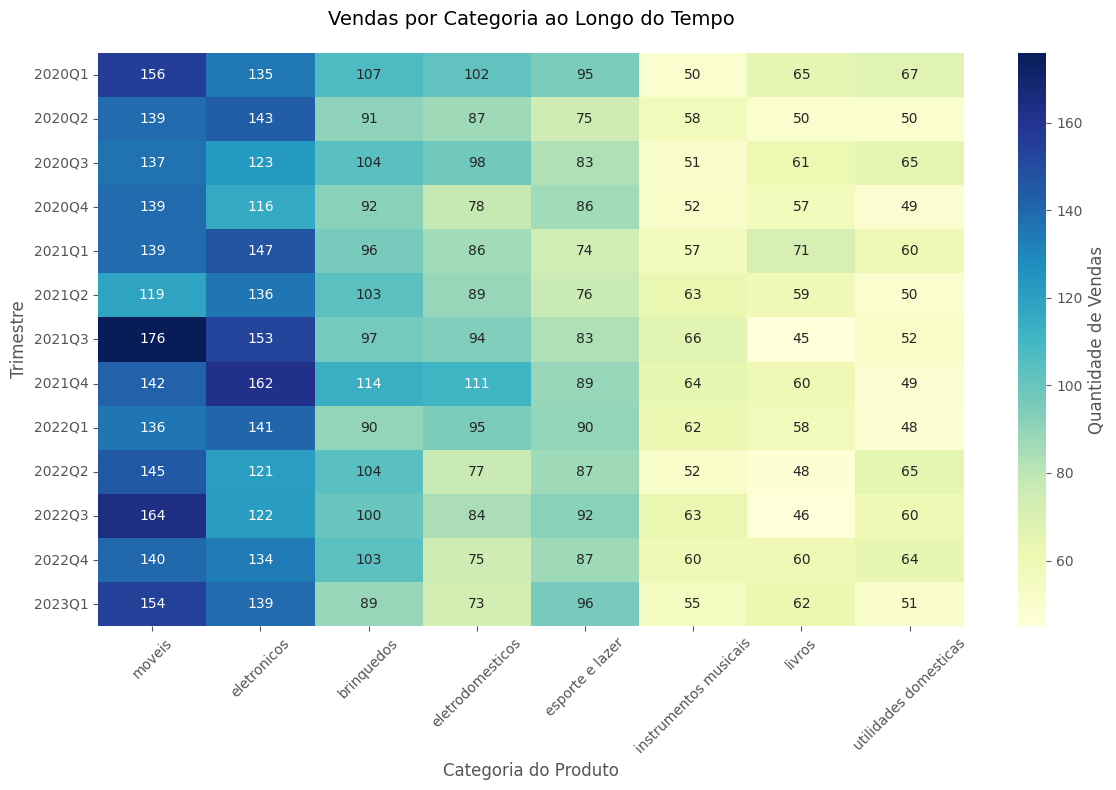 Vendas por Categoria ao Longo do Tempo
2020Q1 156 135 107 102 95 50 65 67
2020Q2 139 143 91 87 75 58 50 50
2020Q3 137 123 104 98 83 51 61 65
2020Q4 139 116 92 78 86 52 57 49
2021Q1 139 147 96 86 74 57 71 60
2021Q2 119 136 103 89 76 63 59 50
2021Q3 176 153 97 94 83 66 45 52
2021Q4 142 162 114 111 89 64 60 49
2022Q1 136 141 90 95 90 62 58 48
2022Q2 145 121 104 77 87 52 48 65
2022Q3 164 122 100 84 92 63 46 60
2022Q4 140 134 103 75 87 60 60 64
2023Q1 154 139 89 73 96 55 62 51
Trimestre
moveis
eletronicos
brinquedos
eletrodomesticos
esporte e lazer
instrumentos musicais
livros
utilidades domesticas
Categoria do Produto
160
140
120
100
80
60
Quantidade de Vendas